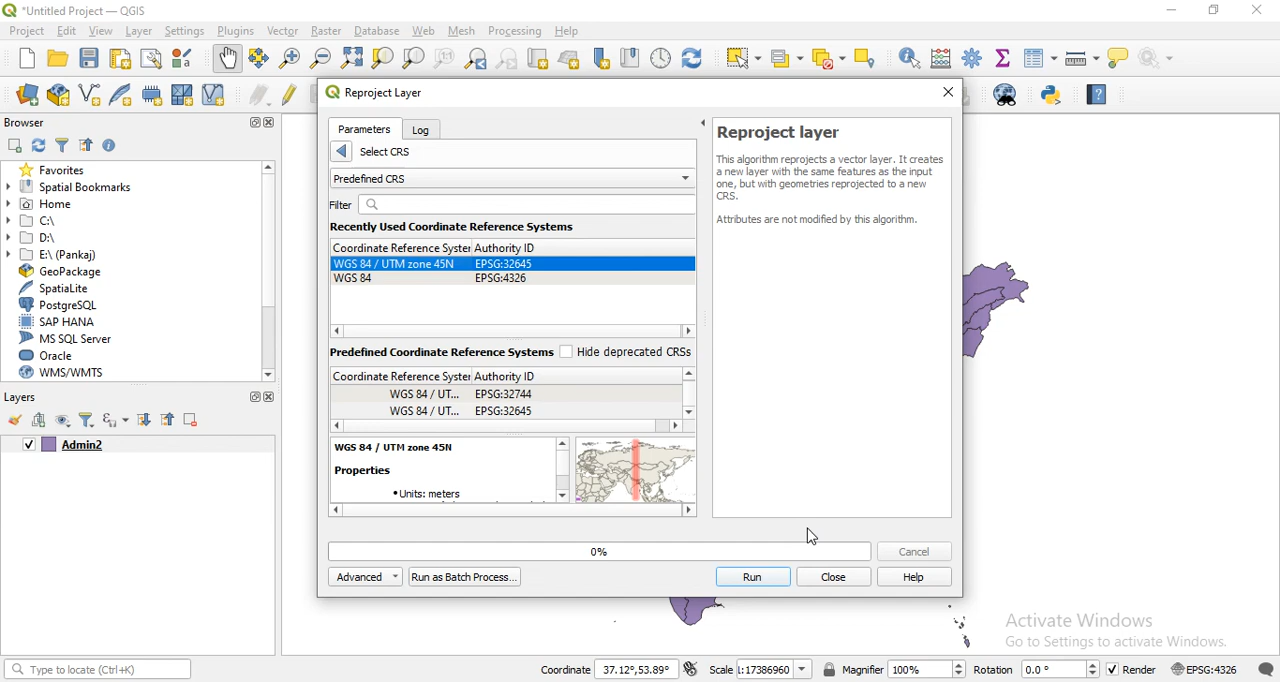 *Untitled Project — QGIS
Project Edit View Layer Settings Plugins Vector Raster Database Web Mesh Processing Help
Browser
Favorites
Spatial Bookmarks
Home
C:\
D:\
E:\ (Pankaj)
GeoPackage
SpatiaLite
PostgreSQL
SAP HANA
MS SQL Server
Oracle
WMS/WMTS
Layers
Admin2
Reproject Layer
Parameters Log
Select CRS
Predefined CRS
Filter
Recently Used Coordinate Reference Systems
Coordinate Reference System Authority ID
WGS 84 / UTM zone 45N EPSG:32645
WGS 84 EPSG:4326
Predefined Coordinate Reference Systems Hide deprecated CRSs
Coordinate Reference System Authority ID
WGS 84 / UT... EPSG:32744
WGS 84 / UT... EPSG:32645
WGS 84 / UTM zone 45N
Properties
•Units: meters
Reproject layer
This algorithm reprojects a vector layer. It creates
a new layer with the same features as the input
one, but with geometries reprojected to a new
CRS.
Attributes are not modified by this algorithm.
0%
Cancel
Advanced Run as Batch Process... Run Close Help
Activate Windows
Go to Settings to activate Windows.
Type to locate (Ctrl+K) Coordinate 37.12°,53.89° Scale 1:17386960 Magnifier 100% Rotation 0.0 ° Render EPSG:4326